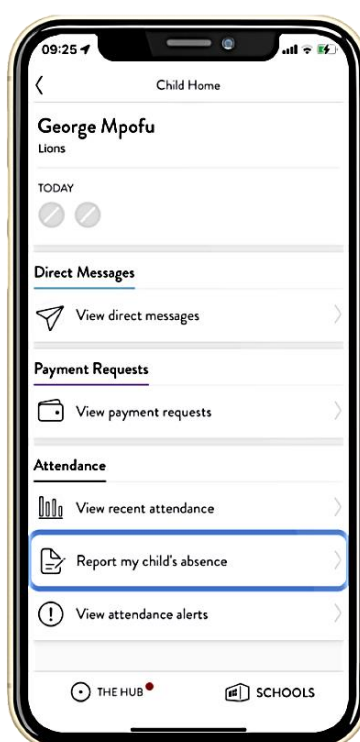 09:25
Child Home
George Mpofu
Lions
TODAY
Direct Messages
View direct messages
Payment Requests
View payment requests
Attendance
View recent attendance
Report my child's absence
View attendance alerts
THE HUB
SCHOOLS